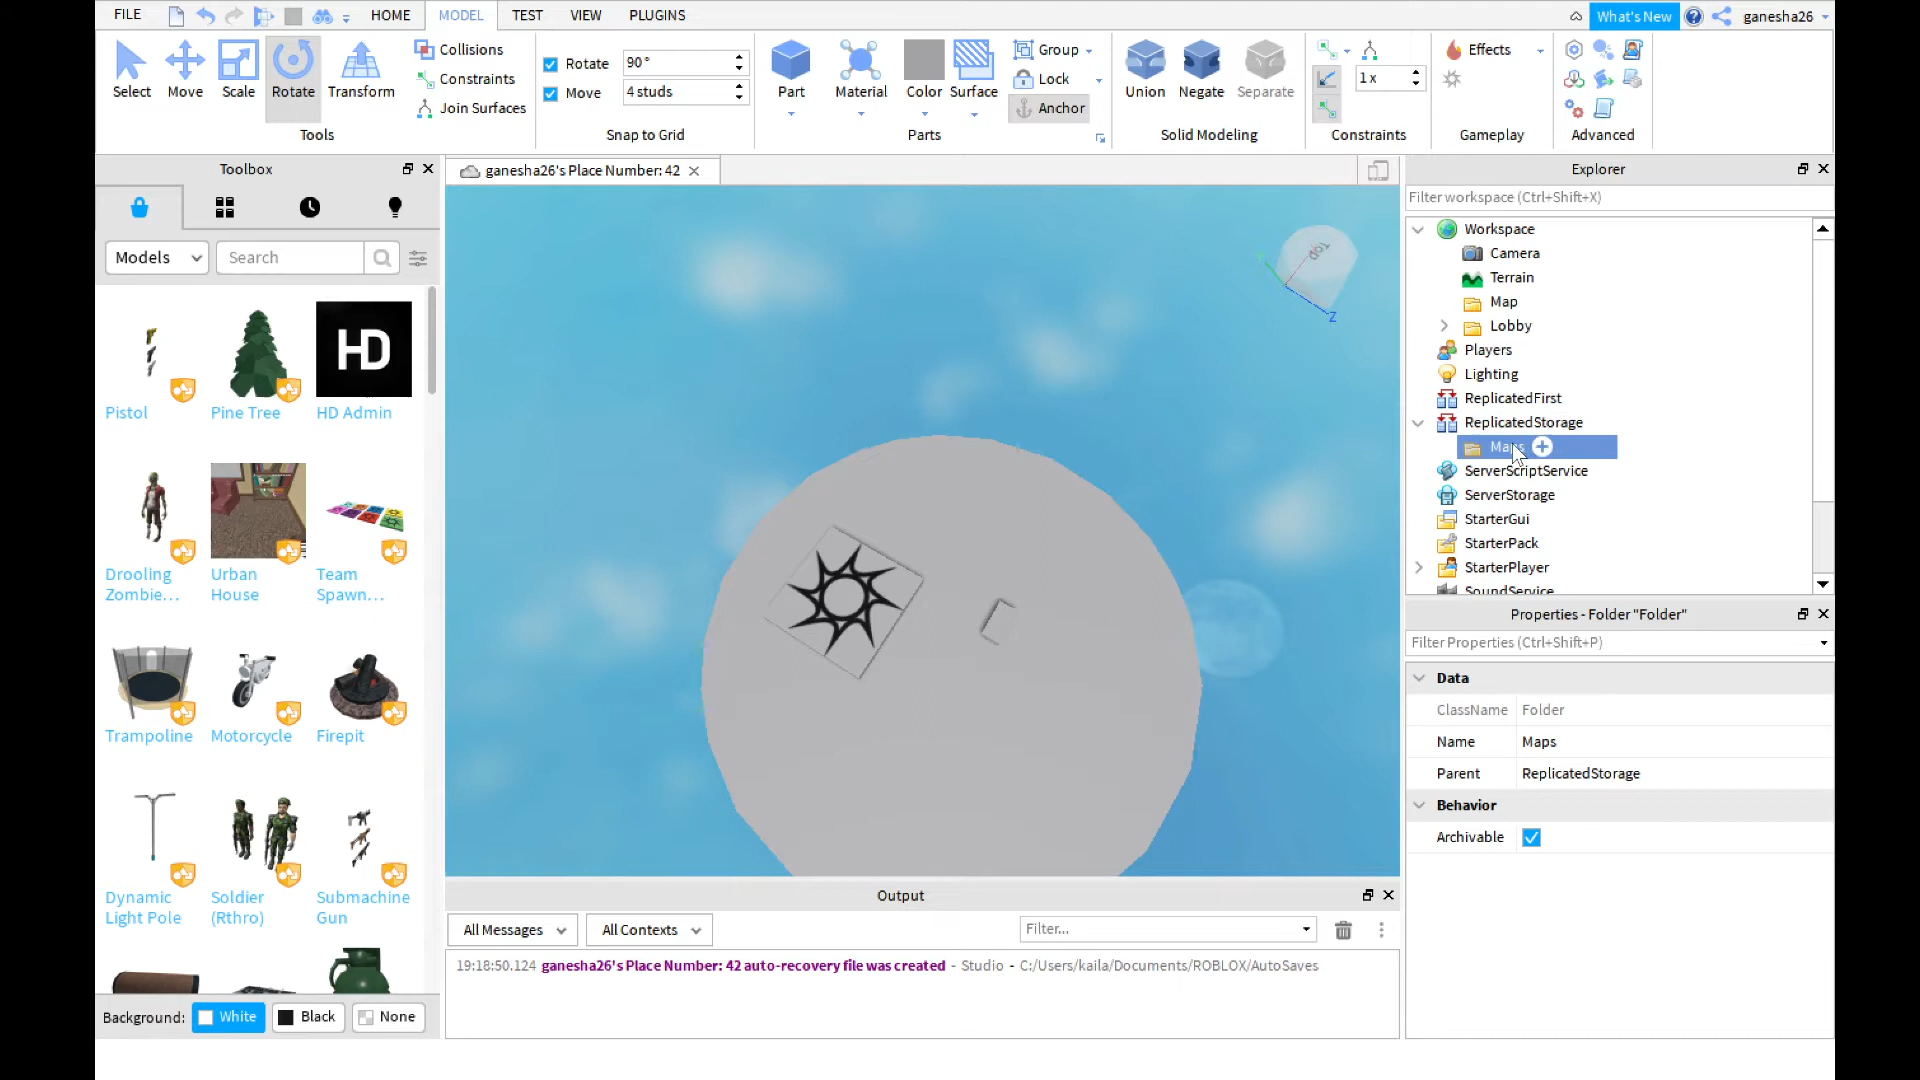 FILE
HOME
MODEL
TEST
VIEW
PLUGINS
What's New
ganesha26
Select
Move
Scale
Rotate
Transform
Tools
Collisions
Constraints
Join Surfaces
Rotate
90°
Move
4 studs
Snap to Grid
Part
Material
Color
Surface
Group
Lock
Anchor
Parts
Union
Negate
Separate
Solid Modeling
1 x
Constraints
Effects
Gameplay
Advanced
Toolbox
Models
Search
Pistol
Pine Tree
HD
HD Admin
Drooling Zombie...
Urban House
Team Spawn...
Trampoline
Motorcycle
Firepit
Dynamic Light Pole
Soldier (Rthro)
Submachine Gun
Background:
White
Black
None
ganesha26's Place Number: 42
Top
Z
Output
All Messages
All Contexts
Filter...
19:18:50.124 ganesha26's Place Number: 42 auto-recovery file was created - Studio - C:/Users/kaila/Documents/ROBLOX/AutoSaves
Explorer
Filter workspace (Ctrl+Shift+X)
Workspace
Camera
Terrain
Map
Lobby
Players
Lighting
ReplicatedFirst
ReplicatedStorage
Maps
ServerScriptService
ServerStorage
StarterGui
StarterPack
StarterPlayer
SoundService
Properties - Folder "Folder"
Filter Properties (Ctrl+Shift+P)
Data
ClassName Folder
Name Maps
Parent ReplicatedStorage
Behavior
Archivable